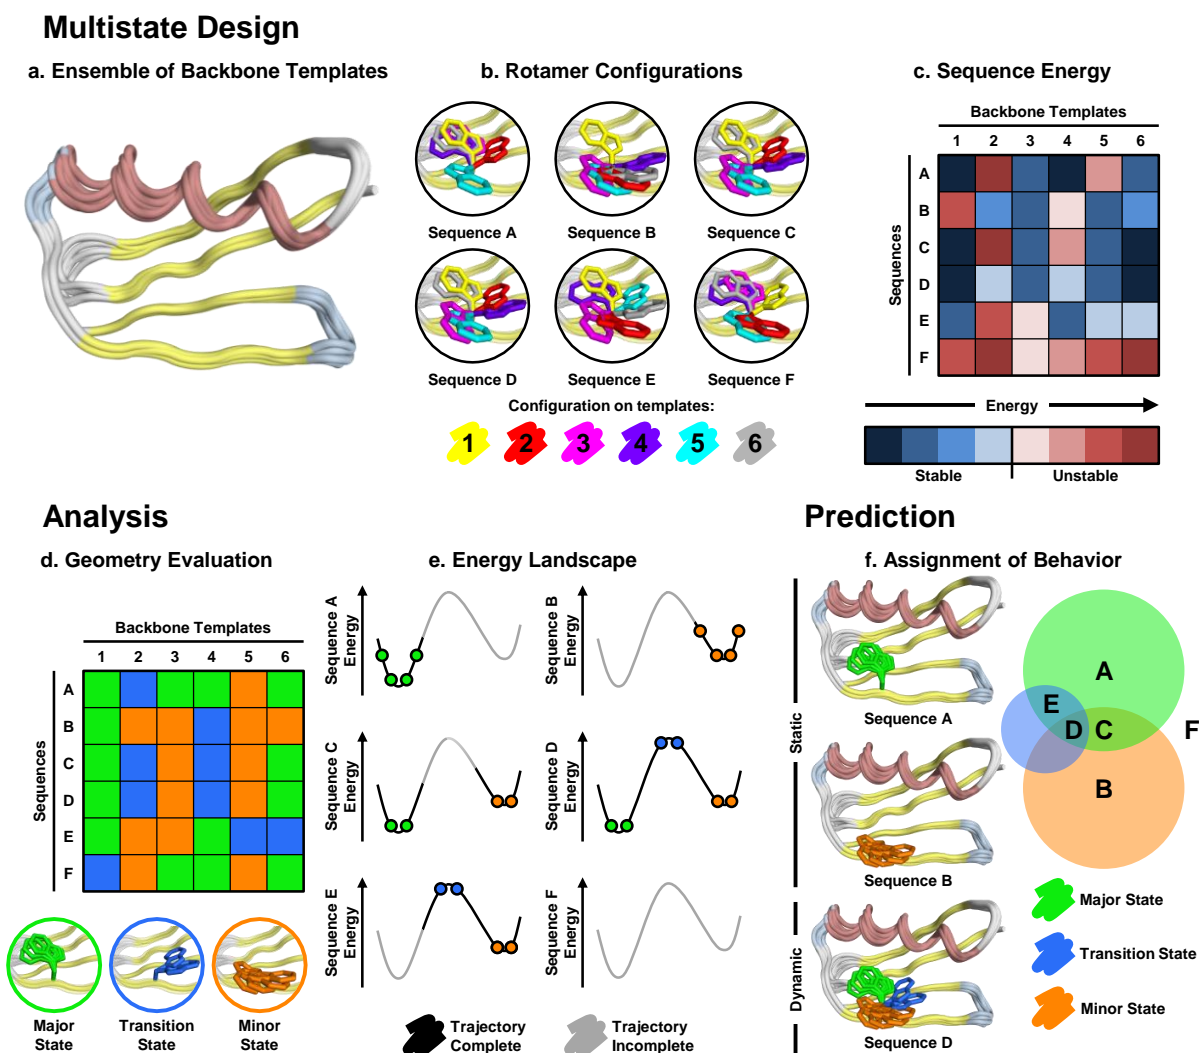 Multistate Design
a. Ensemble of Backbone Templates
b. Rotamer Configurations
Sequence A
Sequence B
Sequence C
Sequence D
Sequence E
Sequence F
Configuration on templates:
1 2 3 4 5 6
c. Sequence Energy
Backbone Templates
1 2 3 4 5 6
Sequences
A
B
C
D
E
F
Energy
Stable
Unstable
Analysis
d. Geometry Evaluation
Backbone Templates
1 2 3 4 5 6
Sequences
A
B
C
D
E
F
Major
State
Transition
State
Minor
State
e. Energy Landscape
Sequence A
Energy
Sequence B
Energy
Sequence C
Energy
Sequence D
Energy
Sequence E
Energy
Sequence F
Energy
Trajectory
Complete
Trajectory
Incomplete
Prediction
f. Assignment of Behavior
Static
Dynamic
Sequence A
Sequence B
Sequence D
A
E
D
C
F
B
Major State
Transition State
Minor State